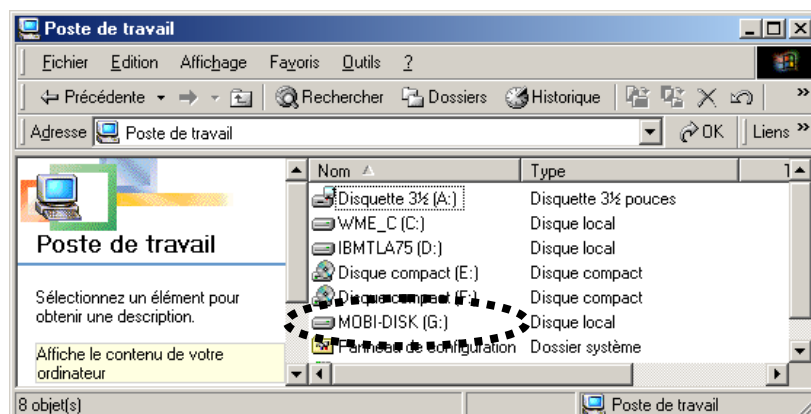 Poste de travail
Fichier Edition Affichage Favoris Outils ?
Précédente Rechercher Dossiers Historique »
Adresse Poste de travail OK Liens »
Nom Type
Disquette 3½ (A:) Disquette 3½ pouces
WME_C (C:) Disque local
IBMTLA75 (D:) Disque local
Disque compact (E:) Disque compact
Disque compact (F:) Disque compact
MOBI-DISK (G:) Disque local
Panneau de configuration Dossier système
Poste de travail
Sélectionnez un élément pour
obtenir une description.
Affiche le contenu de votre
ordinateur
8 objet(s) Poste de travail